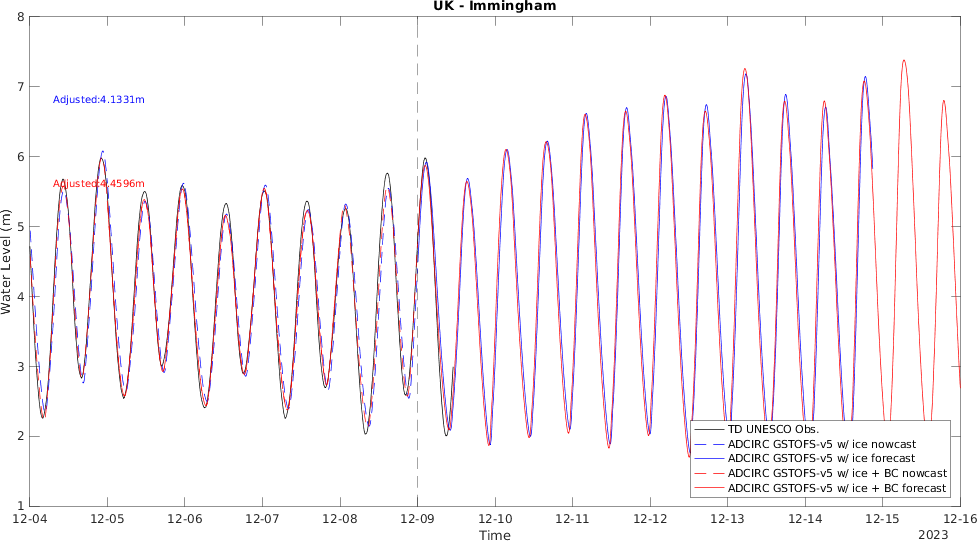 UK - Immingham
8
7
6
5
4
3
2
1
Water Level (m)
Adjusted:4.1331m
Adjusted:4.4596m
TD UNESCO Obs.
ADCIRC GSTOFS-v5 w/ ice nowcast
ADCIRC GSTOFS-v5 w/ ice forecast
ADCIRC GSTOFS-v5 w/ ice + BC nowcast
ADCIRC GSTOFS-v5 w/ ice + BC forecast
12-04 12-05 12-06 12-07 12-08 12-09 12-10 12-11 12-12 12-13 12-14 12-15 12-16
Time
2023